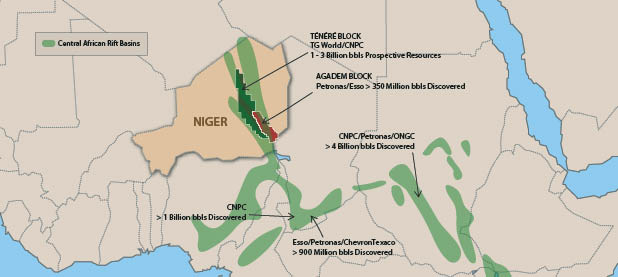 Central African Rift Basins
TÉNÉRÉ BLOCK
TG World/CNPC
1 - 3 Billion bbls Prospective Resources
AGADEM BLOCK
Petronas/Esso > 350 Million bbls Discovered
NIGER
CNPC/Petronas/ONGC
> 4 Billion bbls Discovered
CNPC
> 1 Billion bbls Discovered
Esso/Petronas/ChevronTexaco
> 900 Million bbls Discovered